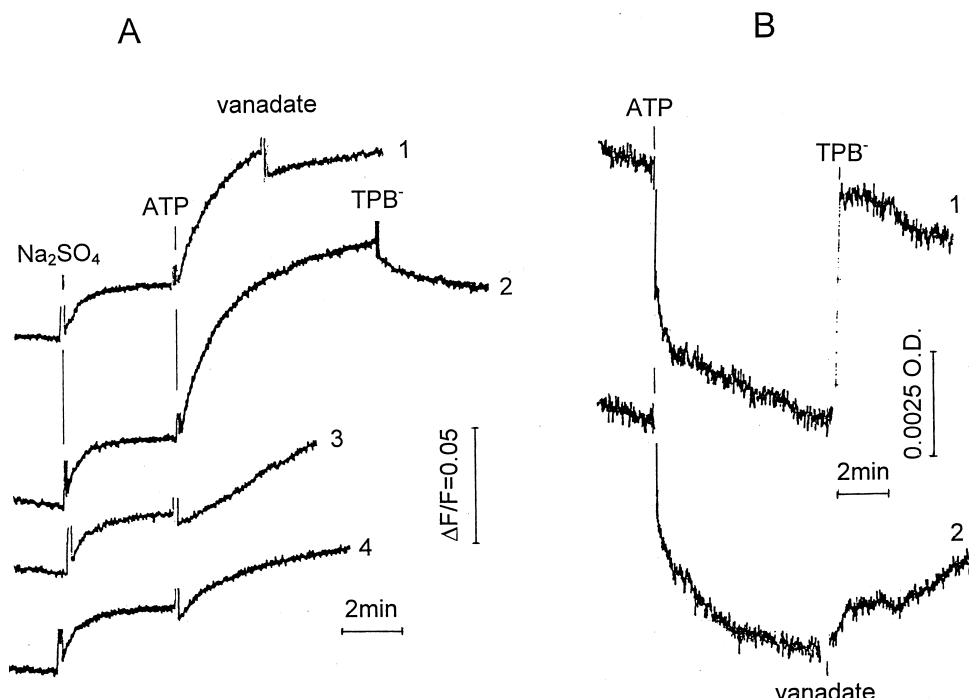 A
B
vanadate
ATP
1
TPB⁻
ATP
TPB⁻
1
Na₂SO₄
2
3
4
ΔF/F=0.05
2min
0.0025 O.D.
2min
2
vanadate